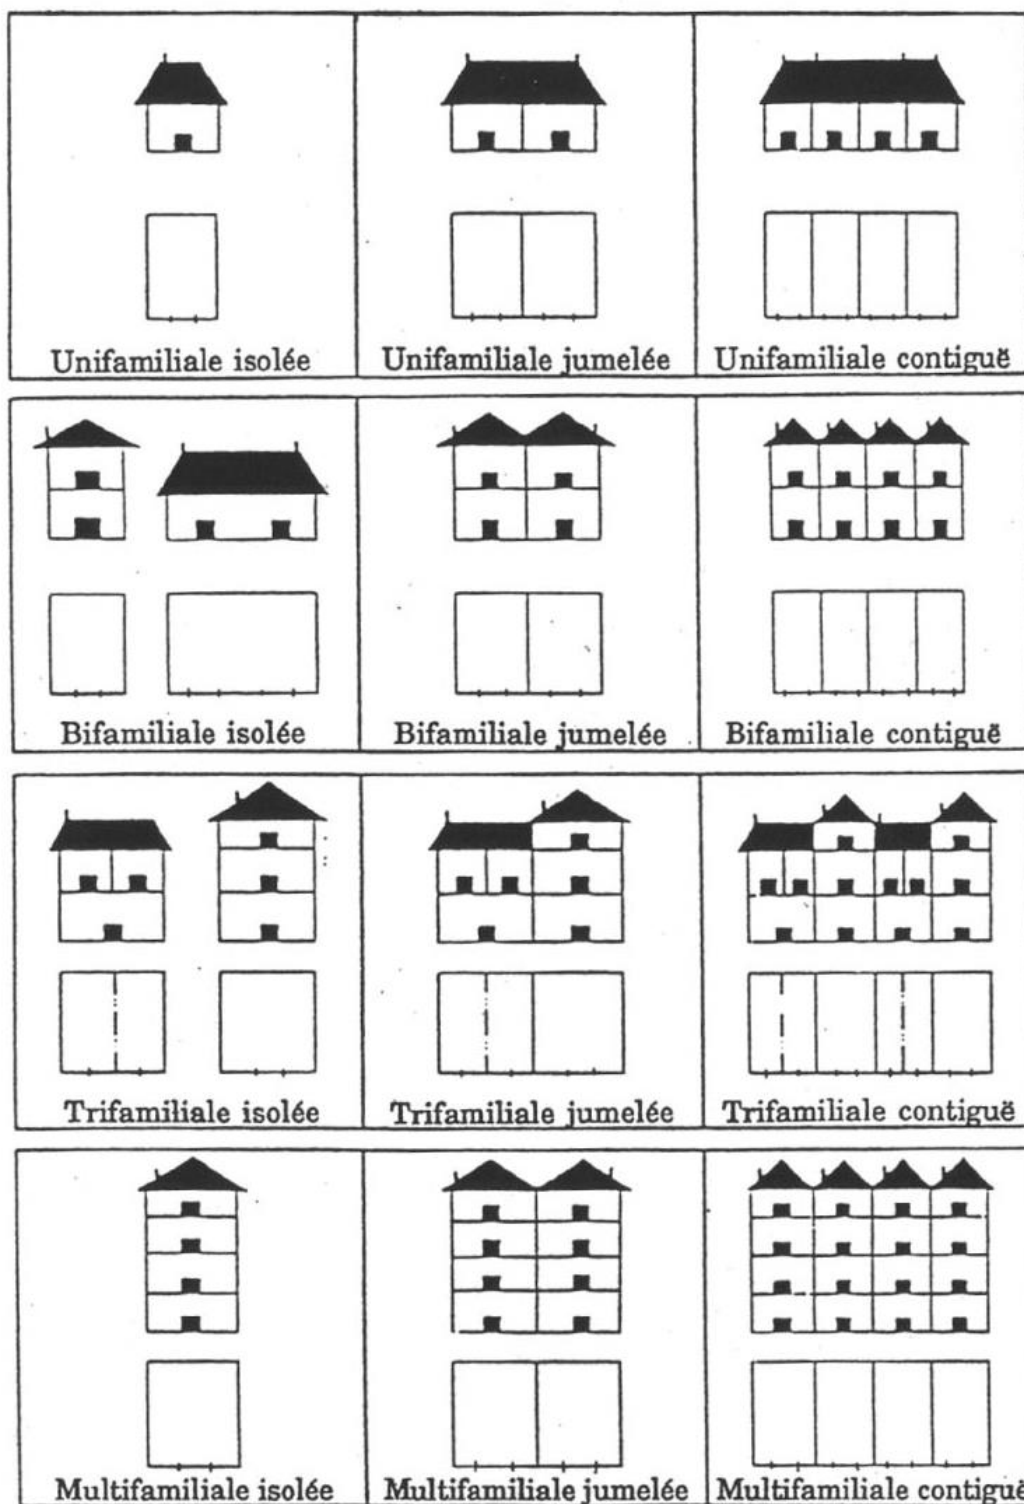 Unifamiliale isolée
Unifamiliale jumelée
Unifamiliale contiguë
Bifamiliale isolée
Bifamiliale jumelée
Bifamiliale contiguë
Trifamiliale isolée
Trifamiliale jumelée
Trifamiliale contiguë
Multifamiliale isolée
Multifamiliale jumelée
Multifamiliale contiguë